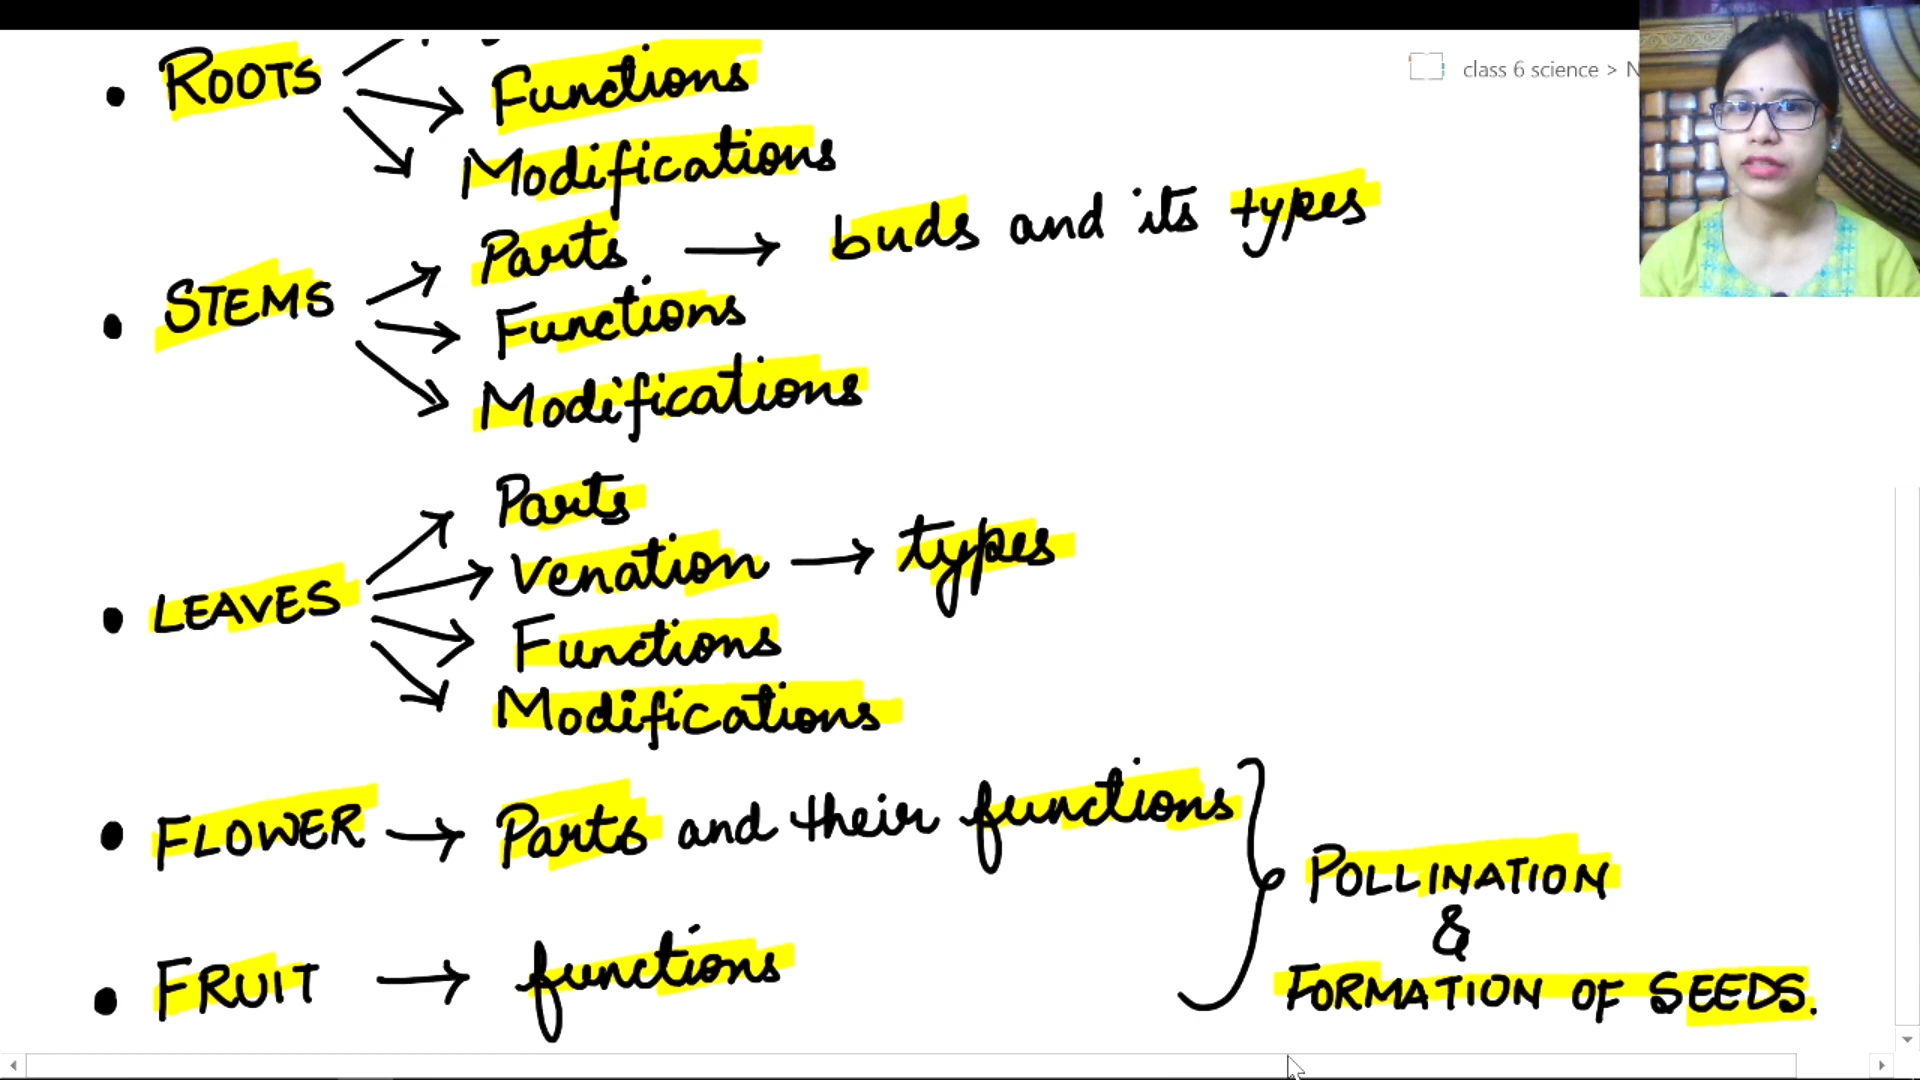 class 6 science > N
• ROOTS
Functions
Modifications
• STEMS
Parts → buds and its types
Functions
Modifications
• LEAVES
Parts
Venation → types
Functions
Modifications
• FLOWER → Parts and their functions
• FRUIT → functions
POLLINATION
&
FORMATION OF SEEDS.